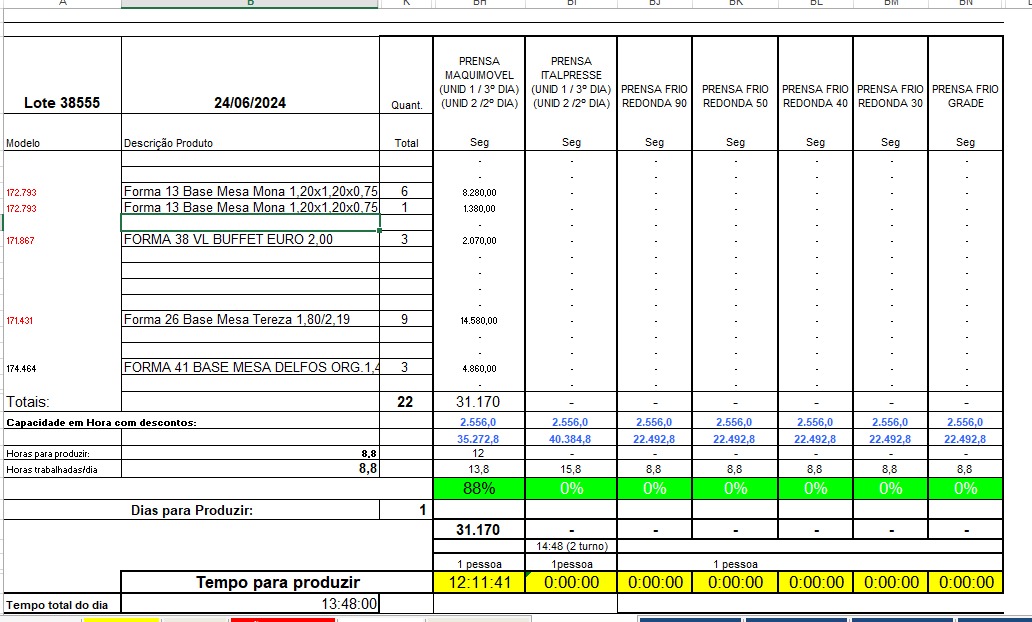 A B K BH BI BJ BK BL BM BN
Lote 38555 24/06/2024 Quant. PRENSA MAQUIMOVEL (UNID 1 / 3º DIA) (UNID 2 /2º DIA) PRENSA ITALPRESSE (UNID 1 / 3º DIA) (UNID 2 /2º DIA) PRENSA FRIO REDONDA 90 PRENSA FRIO REDONDA 50 PRENSA FRIO REDONDA 40 PRENSA FRIO REDONDA 30 PRENSA FRIO GRADE
Modelo Descrição Produto Total Seg Seg Seg Seg Seg Seg Seg
- - - - - - -
- - - - - - -
172.793 Forma 13 Base Mesa Mona 1,20x1,20x0,75 6 8.280,00 - - - - - -
172.793 Forma 13 Base Mesa Mona 1,20x1,20x0,75 1 1.380,00 - - - - - -
- - - - - - -
171.867 FORMA 38 VL BUFFET EURO 2,00 3 2.070,00 - - - - - -
- - - - - - -
- - - - - - -
- - - - - - -
- - - - - - -
171.431 Forma 26 Base Mesa Tereza 1,80/2,19 9 14.580,00 - - - - - -
- - - - - - -
- - - - - - -
174.464 FORMA 41 BASE MESA DELFOS ORG.1,4 3 4.860,00 - - - - - -
- - - - - - -
Totais: 22 31.170 - - - - - -
Capacidade em Hora com descontos: 2.556,0 2.556,0 2.556,0 2.556,0 2.556,0 2.556,0 2.556,0
35.272,8 40.384,8 22.492,8 22.492,8 22.492,8 22.492,8 22.492,8
Horas para produzir: 8,8 12 - - - - - -
Horas trabalhadas/dia 8,8 13,8 15,8 8,8 8,8 8,8 8,8 8,8
88% 0% 0% 0% 0% 0% 0%
Dias para Produzir: 1
31.170 - - - - - -
14:48 (2 turno)
1 pessoa 1pessoa 1 pessoa
Tempo para produzir 12:11:41 0:00:00 0:00:00 0:00:00 0:00:00 0:00:00 0:00:00
Tempo total do dia 13:48:00